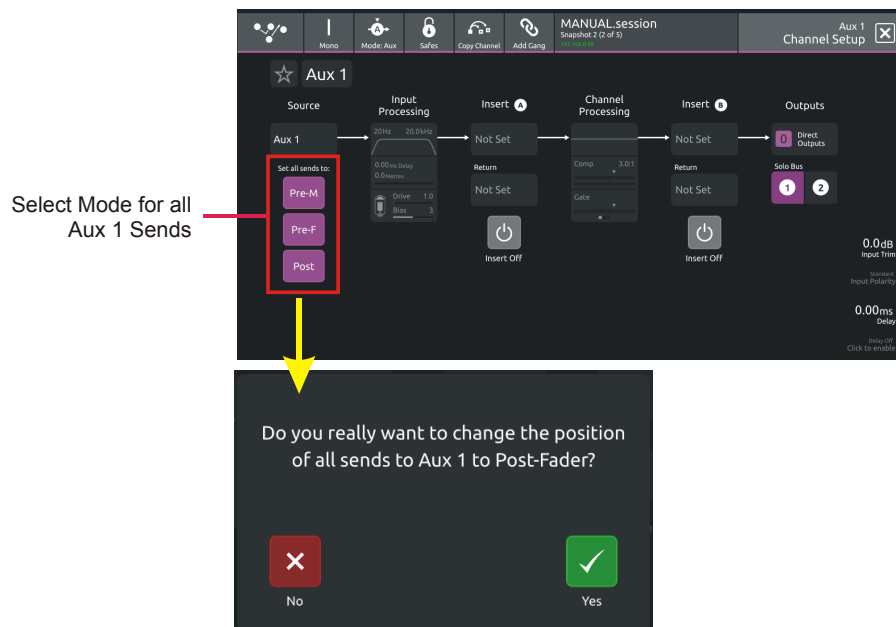 Mono
Mode: Aux
Safes
Copy Channel
Add Gang
MANUAL.session
Snapshot 2 (2 of 5)
192.168.0.98
Aux 1
Channel Setup
Aux 1
Source
Input
Processing
Insert A
Channel
Processing
Insert B
Outputs
Aux 1
20Hz 20.0kHz
Not Set
Not Set
0 Direct
Outputs
Set all sends to:
0.00ms Delay
0.0Metres
Return
Comp 3.0:1
Return
Solo Bus
Pre-M
Drive 1.0
Bias 3
Not Set
Gate
Not Set
1 2
Select Mode for all
Aux 1 Sends
Pre-F
Post
Insert Off
Insert Off
0.0dB
Input Trim
Standard
Input Polarity
0.00ms
Delay
Delay Off
Click to enable
Do you really want to change the position
of all sends to Aux 1 to Post-Fader?
No
Yes